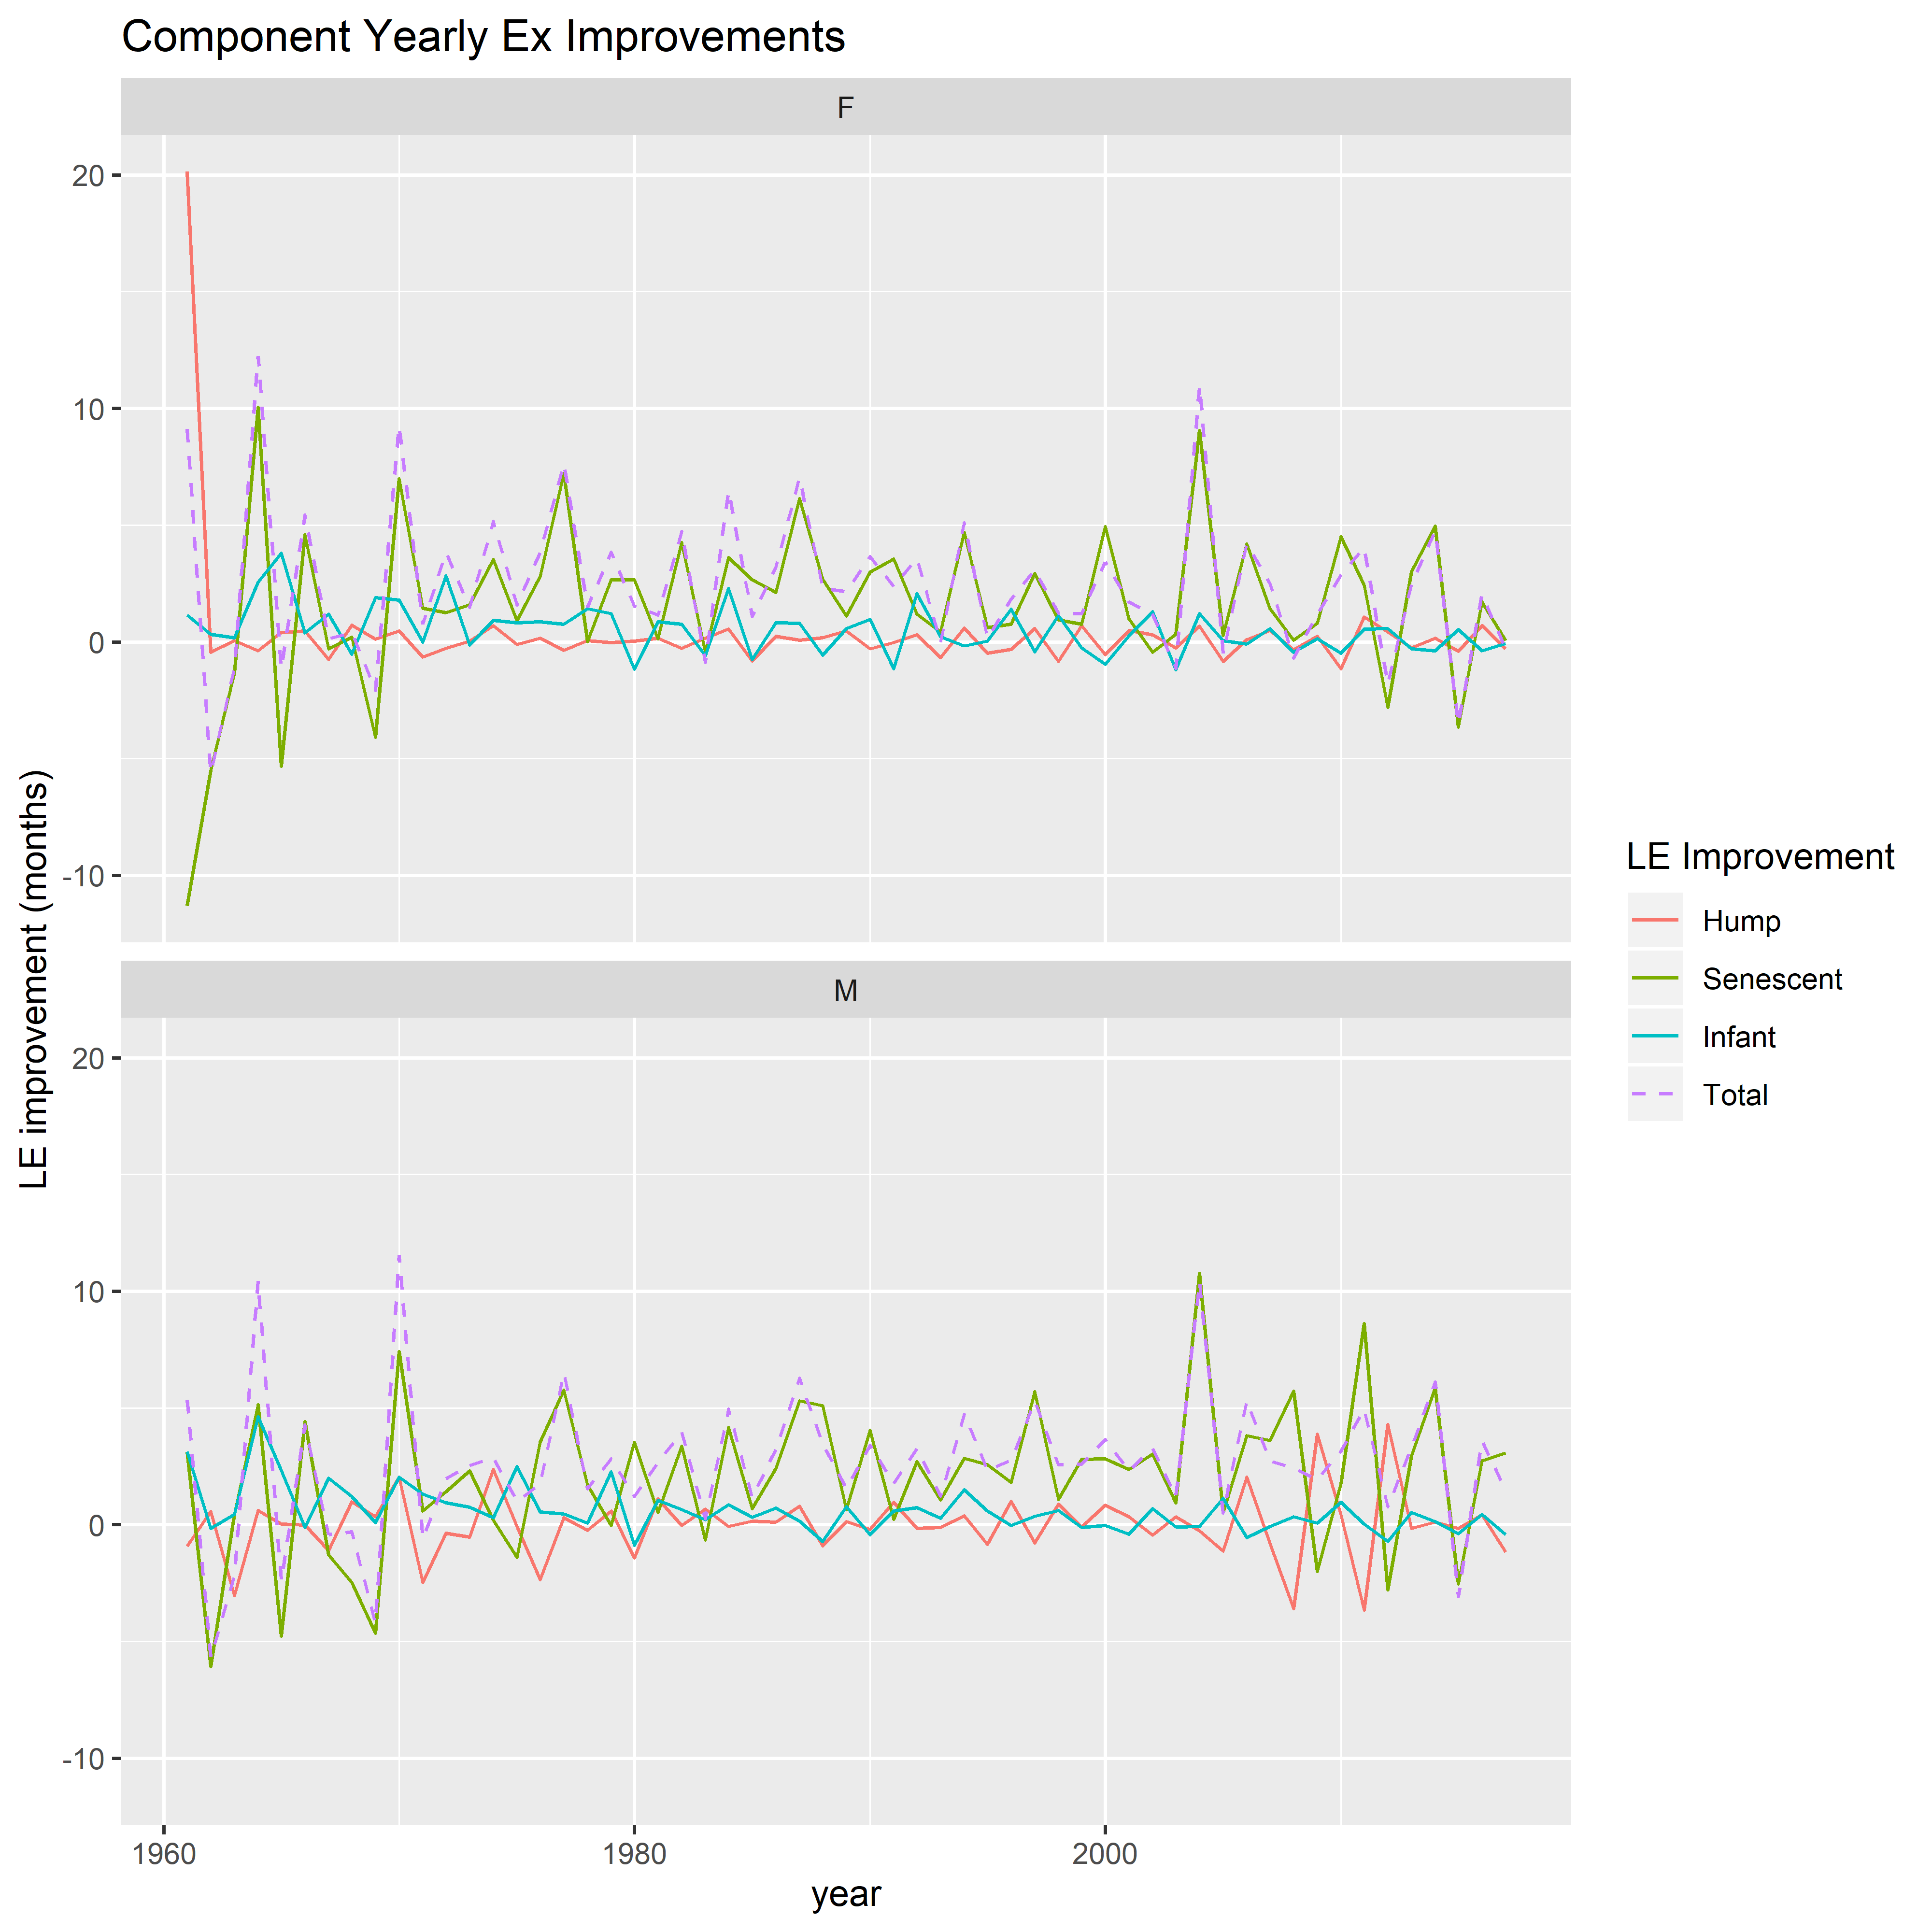 Component Yearly Ex Improvements
F
20
10
0
-10
M
20
10
0
-10
1960
1980
2000
year
LE improvement (months)
LE Improvement
Hump
Senescent
Infant
Total